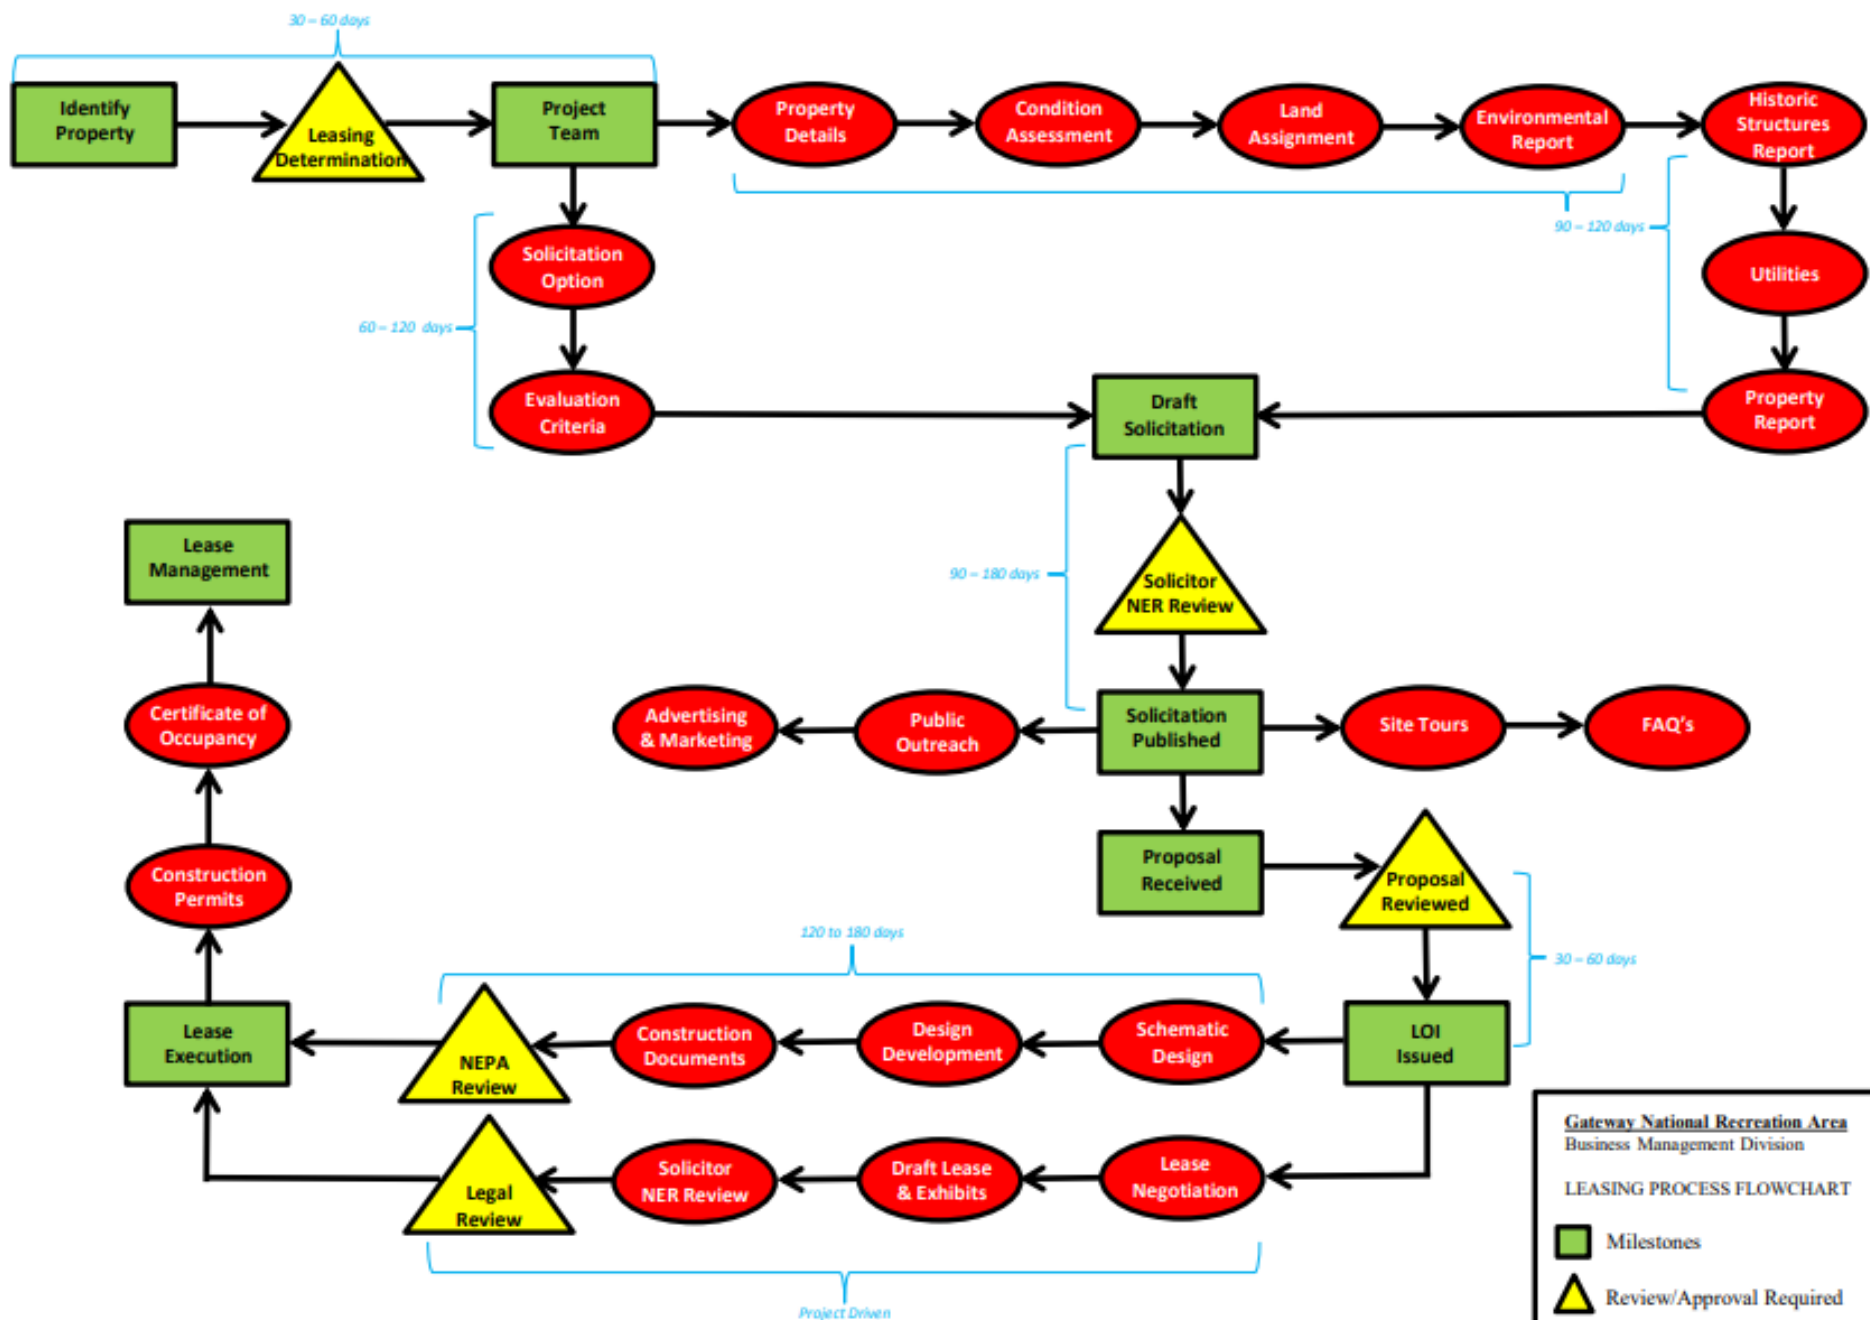 30 – 60 days
Identify
Property
Leasing
Determination
Project
Team
Property
Details
Condition
Assessment
Land
Assignment
Environmental
Report
Historic
Structures
Report
90 – 120 days
Solicitation
Option
Utilities
60 – 120 days
Evaluation
Criteria
Draft
Solicitation
Property
Report
Lease
Management
90 – 180 days
Solicitor
NER Review
Certificate of
Occupancy
Advertising
& Marketing
Public
Outreach
Solicitation
Published
Site Tours
FAQ's
Construction
Permits
Proposal
Received
Proposal
Reviewed
120 to 180 days
30 – 60 days
Lease
Execution
NEPA
Review
Construction
Documents
Design
Development
Schematic
Design
LOI
Issued
Legal
Review
Solicitor
NER Review
Draft Lease
& Exhibits
Lease
Negotiation
Project Driven
Gateway National Recreation Area
Business Management Division
LEASING PROCESS FLOWCHART
Milestones
Review/Approval Required